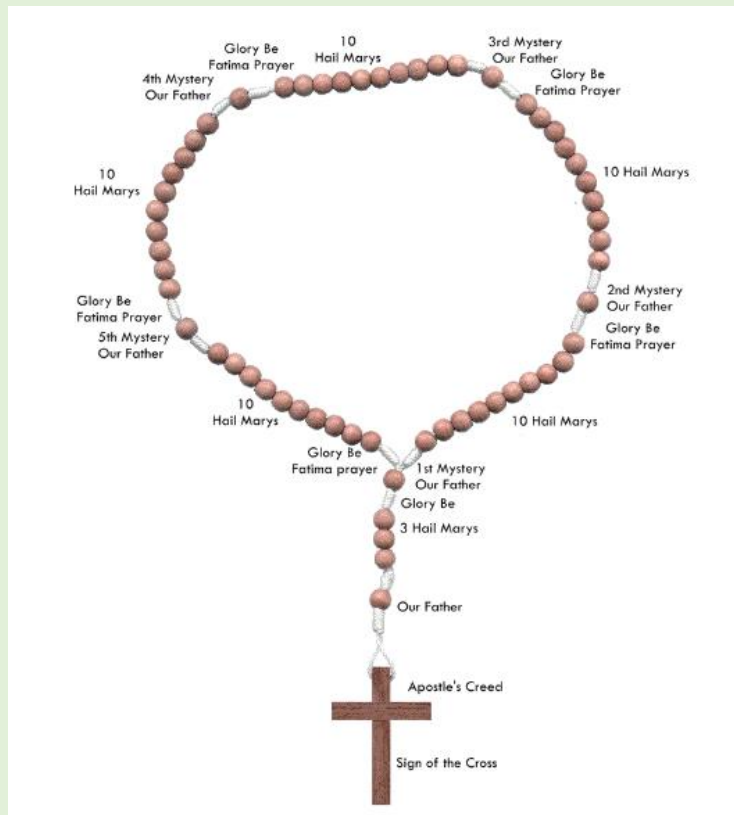 10
Hail Marys
Glory Be
Fatima Prayer
3rd Mystery
Our Father
4th Mystery
Our Father
Glory Be
Fatima Prayer
10
Hail Marys
10 Hail Marys
2nd Mystery
Our Father
Glory Be
Fatima Prayer
Glory Be
Fatima Prayer
5th Mystery
Our Father
10
Hail Marys
10 Hail Marys
Glory Be
Fatima prayer
1st Mystery
Our Father
Glory Be
3 Hail Marys
Our Father
Apostle's Creed
Sign of the Cross